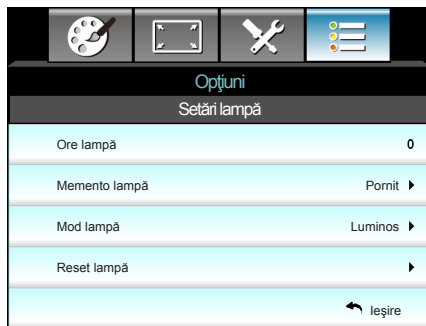 Opţiuni
Setări lampă
Ore lampă 0
Memento lampă Pornit
Mod lampă Luminos
Reset lampă
Ieşire